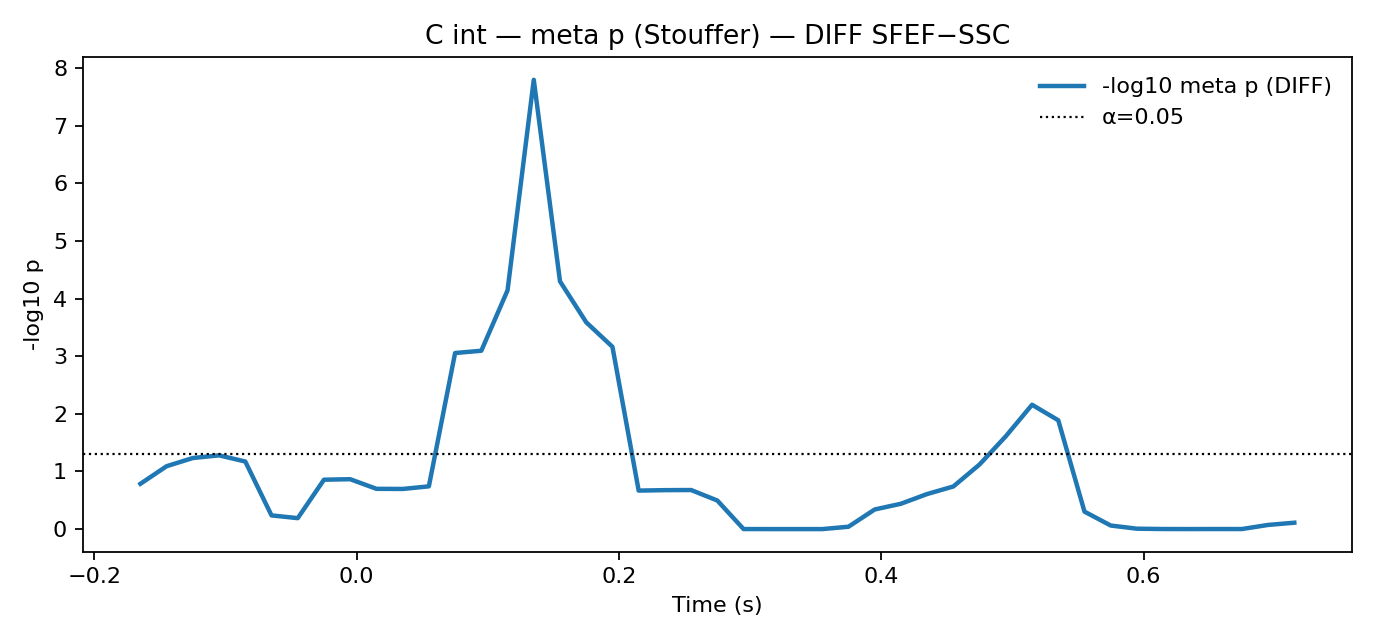 C int — meta p (Stouffer) — DIFF SFEF−SSC
8
7
6
5
4
3
2
1
0
-log10 p
-log10 meta p (DIFF)
α=0.05
−0.2
0.0
0.2
0.4
0.6
Time (s)